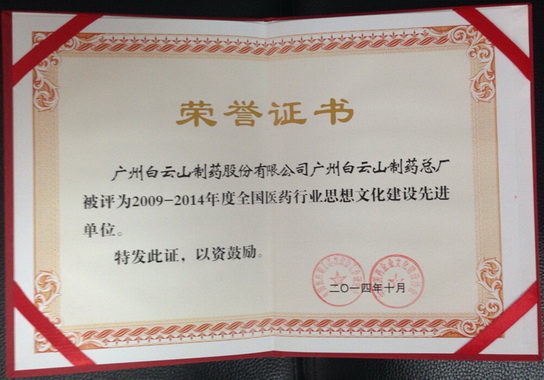 荣誉证书
广州白云山制药股份有限公司广州白云山制药总厂
被评为2009-2014年度全国医药行业思想文化建设先进
单位。
特发此证，以资鼓励。
二〇一四年十月